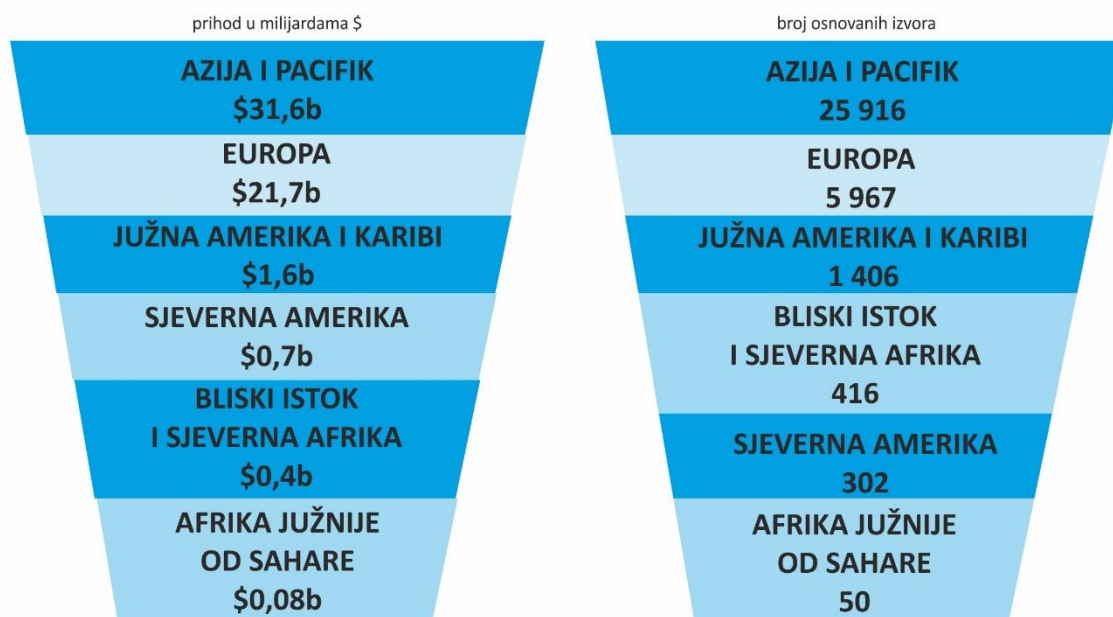 prihod u milijardama $
AZIJA I PACIFIK
$31,6b
EUROPA
$21,7b
JUŽNA AMERIKA I KARIBI
$1,6b
SJEVERNA AMERIKA
$0,7b
BLISKI ISTOK
I SJEVERNA AFRIKA
$0,4b
AFRIKA JUŽNIJE
OD SAHARE
$0,08b
broj osnovanih izvora
AZIJA I PACIFIK
25 916
EUROPA
5 967
JUŽNA AMERIKA I KARIBI
1 406
BLISKI ISTOK
I SJEVERNA AFRIKA
416
SJEVERNA AMERIKA
302
AFRIKA JUŽNIJE
OD SAHARE
50